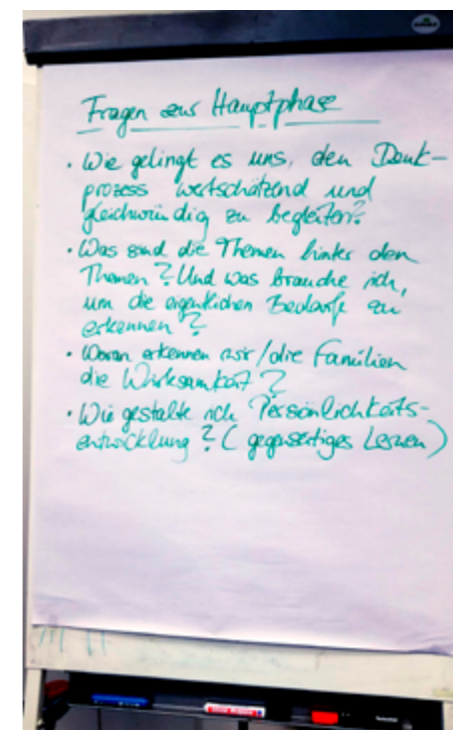 Fragen zur Hauptphase
• Wie gelingt es uns, den Denk-
prozess wertschätzend und
gleichwürdig zu begleiten?
• Was sind die Themen hinter den
Themen? Und was brauche ich,
um die eigentlichen Bedarfe zu
erkennen?
• Woran erkennen wir/die Familien
die Wirksamkeit?
• Wie gestalte ich Persönlichkeits-
entwicklung? (gegenseitiges Lernen)